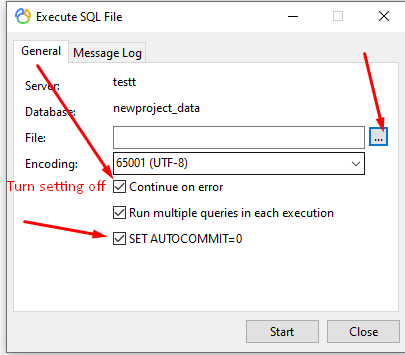 Execute SQL File
General Message Log
Server: testt
Database: newproject_data
File: ...
Encoding: 65001 (UTF-8)
Turn setting off Continue on error
Run multiple queries in each execution
SET AUTOCOMMIT=0
Start Close